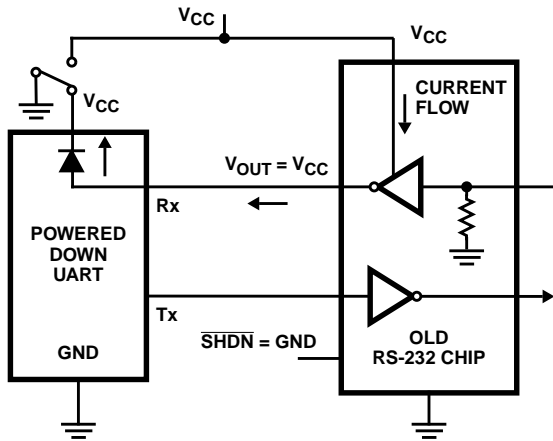 VCC
VCC
VCC
CURRENT
FLOW
VOUT = VCC
Rx
POWERED
DOWN
UART
Tx
GND
SHDN = GND
OLD
RS-232 CHIP